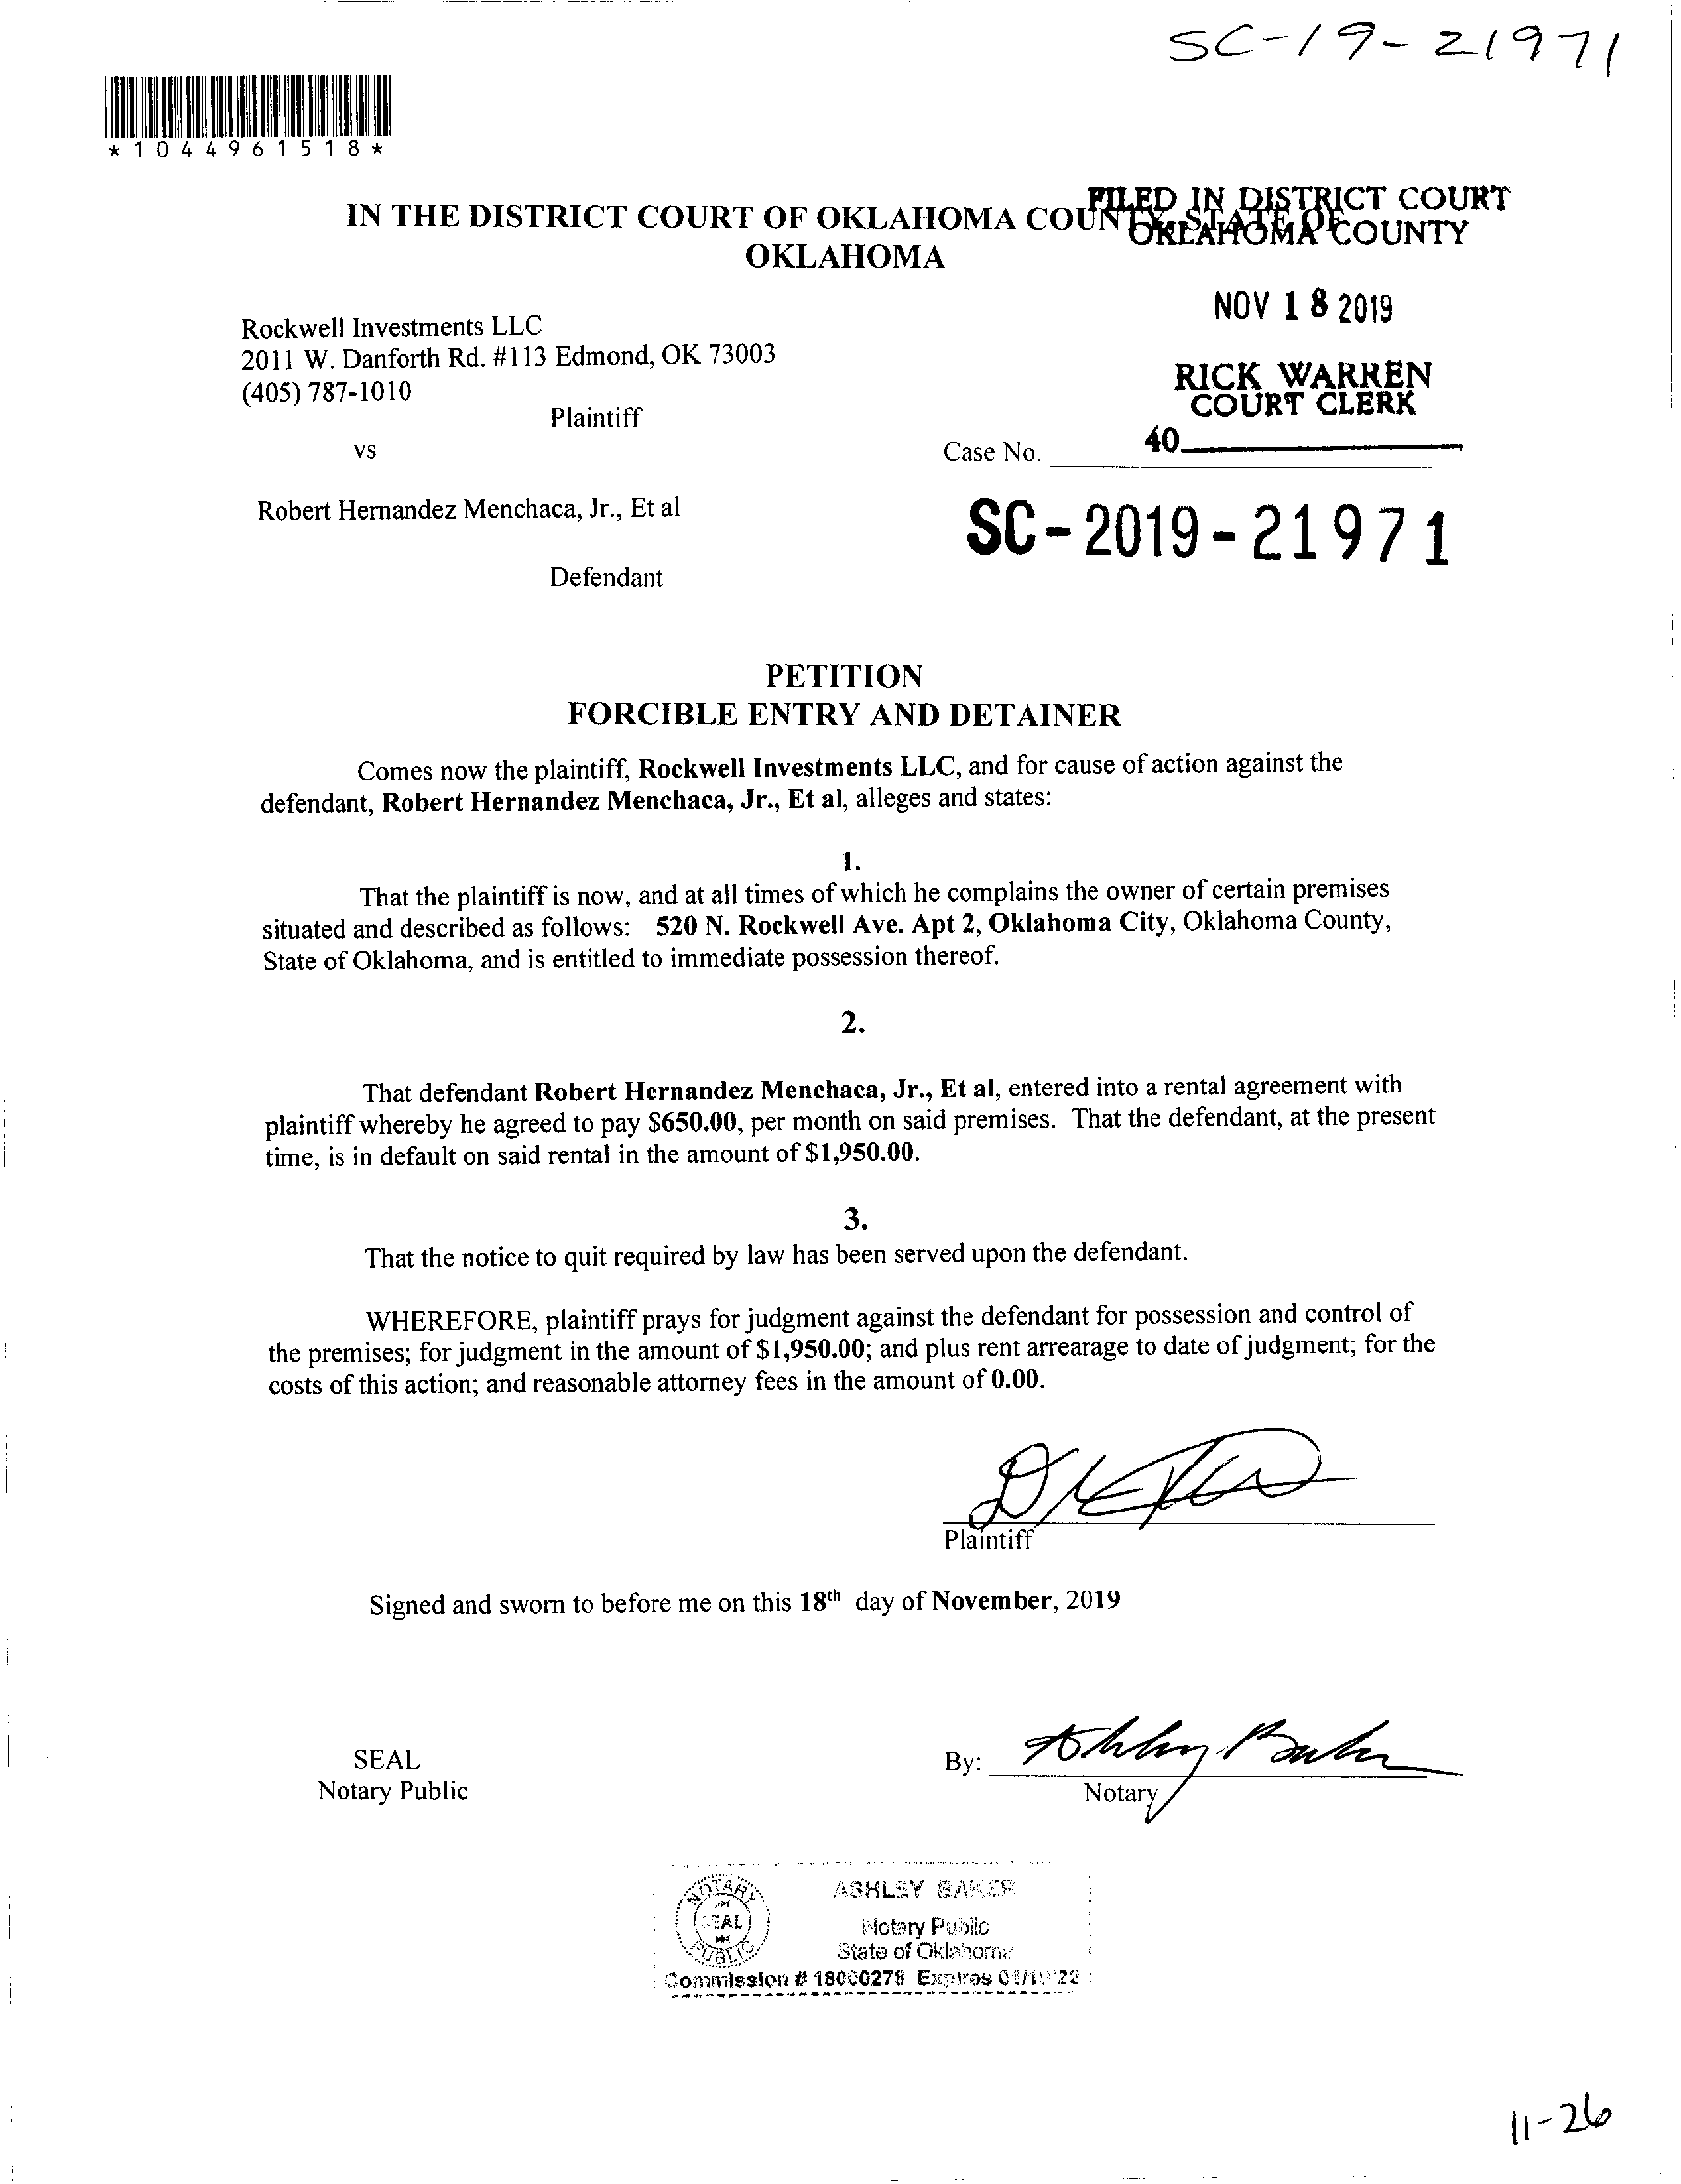 SC-19-21971
*1044961518*
FILED IN DISTRICT COURT
OKLAHOMA COUNTY
IN THE DISTRICT COURT OF OKLAHOMA COUNTY, STATE OF
OKLAHOMA
NOV 18 2019
Rockwell Investments LLC
2011 W. Danforth Rd. #113 Edmond, OK 73003
(405) 787-1010
RICK WARREN
COURT CLERK
Plaintiff
40
vs
Case No.
Robert Hernandez Menchaca, Jr., Et al
SC-2019-21971
Defendant
PETITION
FORCIBLE ENTRY AND DETAINER
Comes now the plaintiff, Rockwell Investments LLC, and for cause of action against the
defendant, Robert Hernandez Menchaca, Jr., Et al, alleges and states:
1.
That the plaintiff is now, and at all times of which he complains the owner of certain premises
situated and described as follows: 520 N. Rockwell Ave. Apt 2, Oklahoma City, Oklahoma County,
State of Oklahoma, and is entitled to immediate possession thereof.
2.
That defendant Robert Hernandez Menchaca, Jr., Et al, entered into a rental agreement with
plaintiff whereby he agreed to pay $650.00, per month on said premises. That the defendant, at the present
time, is in default on said rental in the amount of $1,950.00.
3.
That the notice to quit required by law has been served upon the defendant.
WHEREFORE, plaintiff prays for judgment against the defendant for possession and control of
the premises; for judgment in the amount of $1,950.00; and plus rent arrearage to date of judgment; for the
costs of this action; and reasonable attorney fees in the amount of 0.00.
Plaintiff
Signed and sworn to before me on this 18th day of November, 2019
SEAL
By: Ashley Baker
Notary Public
Notary
NOTARY
SEAL
PUBLIC
ASHLEY BAKER
Notary Public
State of Oklahoma
Commission # 18000278 Expires
11-26